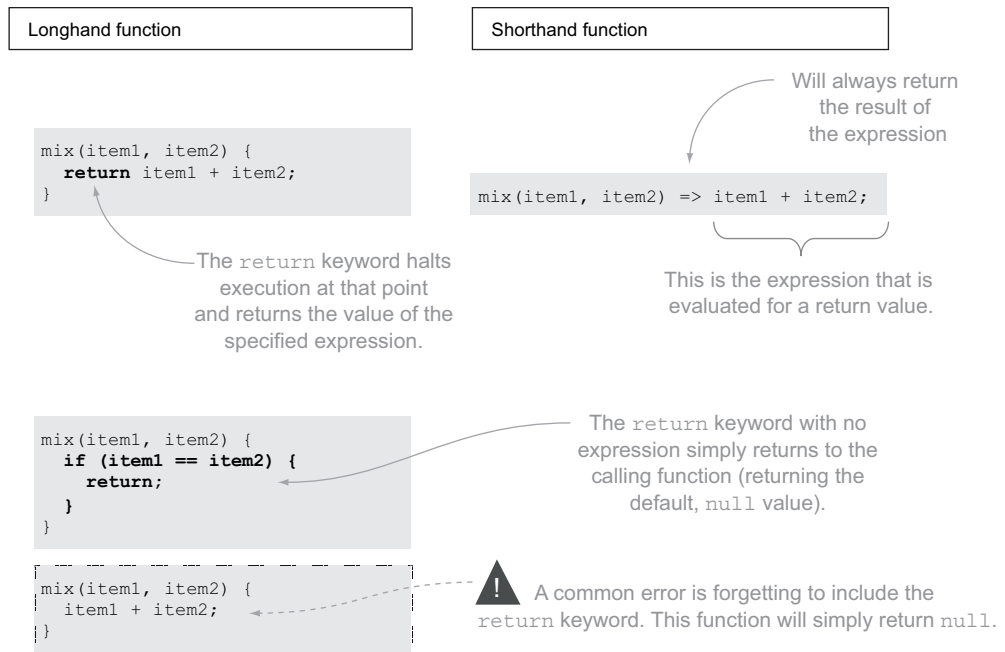 Longhand function
Shorthand function
Will always return
the result of
the expression
mix(item1, item2) {
return item1 + item2;
}
mix(item1, item2) => item1 + item2;
The return keyword halts
execution at that point
and returns the value of the
specified expression.
This is the expression that is
evaluated for a return value.
mix(item1, item2) {
if (item1 == item2) {
return;
}
}
The return keyword with no
expression simply returns to the
calling function (returning the
default, null value).
mix(item1, item2) {
item1 + item2;
}
!
A common error is forgetting to include the
return keyword. This function will simply return null.